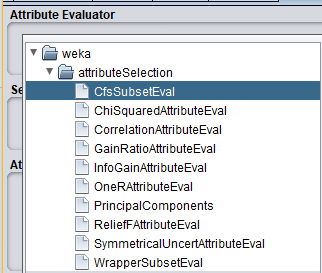 Attribute Evaluator
weka
attributeSelection
CfsSubsetEval
ChiSquaredAttributeEval
CorrelationAttributeEval
GainRatioAttributeEval
InfoGainAttributeEval
OneRAttributeEval
PrincipalComponents
ReliefFAttributeEval
SymmetricalUncertAttributeEval
WrapperSubsetEval